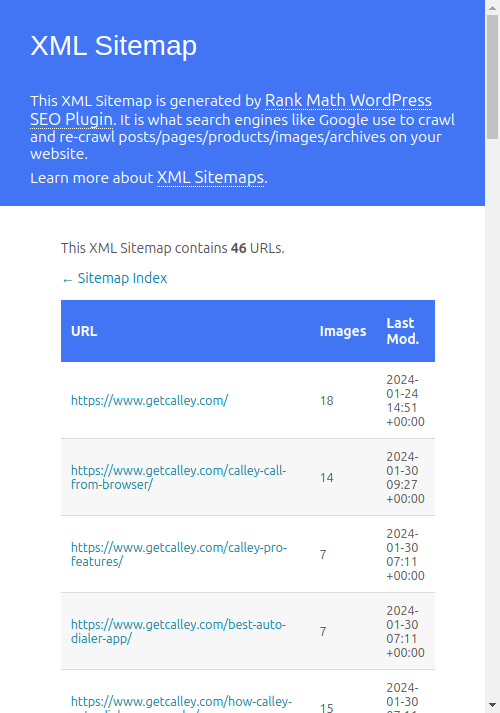 XML Sitemap
This XML Sitemap is generated by Rank Math WordPress
SEO Plugin. It is what search engines like Google use to crawl
and re-crawl posts/pages/products/images/archives on your
website.
Learn more about XML Sitemaps.
This XML Sitemap contains 46 URLs.
← Sitemap Index
URL Images Last
Mod.
https://www.getcalley.com/ 18 2024-
01-24
14:51
+00:00
https://www.getcalley.com/calley-call-
from-browser/ 14 2024-
01-30
09:27
+00:00
https://www.getcalley.com/calley-pro-
features/ 7 2024-
01-30
07:11
+00:00
https://www.getcalley.com/best-auto-
dialer-app/ 7 2024-
01-30
07:11
+00:00
https://www.getcalley.com/how-calley-
15 2024-
01-30